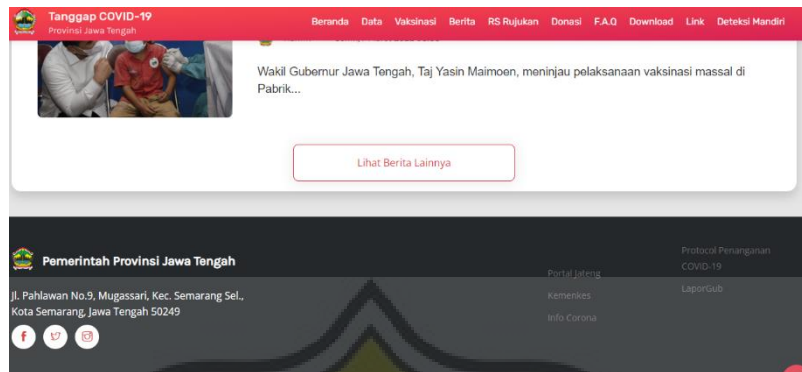 Tanggap COVID-19
Provinsi Jawa Tengah
Beranda Data Vaksinasi Berita RS Rujukan Donasi F.A.Q Download Link Deteksi Mandiri
Wakil Gubernur Jawa Tengah, Taj Yasin Maimoen, meninjau pelaksanaan vaksinasi massal di
Pabrik...
Lihat Berita Lainnya
Pemerintah Provinsi Jawa Tengah
Jl. Pahlawan No.9, Mugassari, Kec. Semarang Sel.,
Kota Semarang, Jawa Tengah 50249
Portal Jateng
Kemenkes
Info Corona
Protocol Penanganan
COVID-19
LaporGub